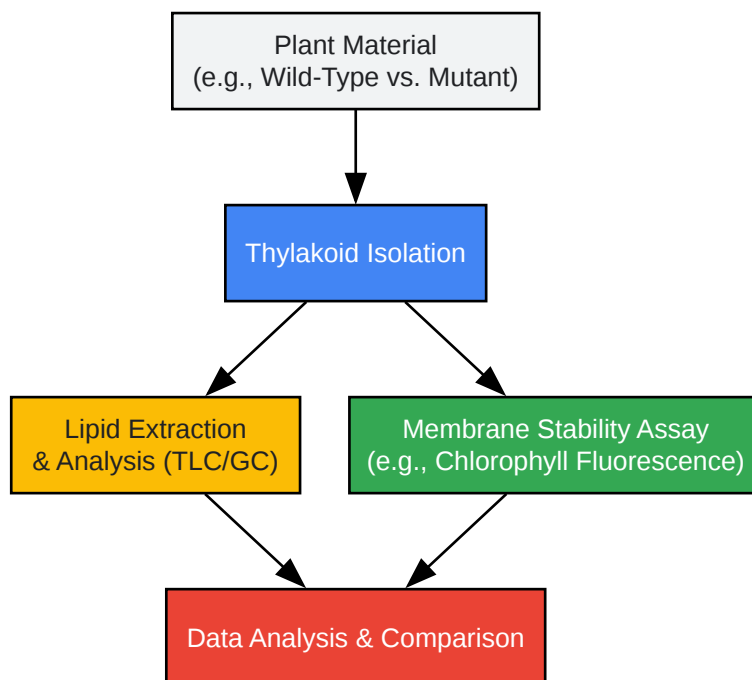 Plant Material
(e.g., Wild-Type vs. Mutant)
Thylakoid Isolation
Lipid Extraction
& Analysis (TLC/GC)
Membrane Stability Assay
(e.g., Chlorophyll Fluorescence)
Data Analysis & Comparison